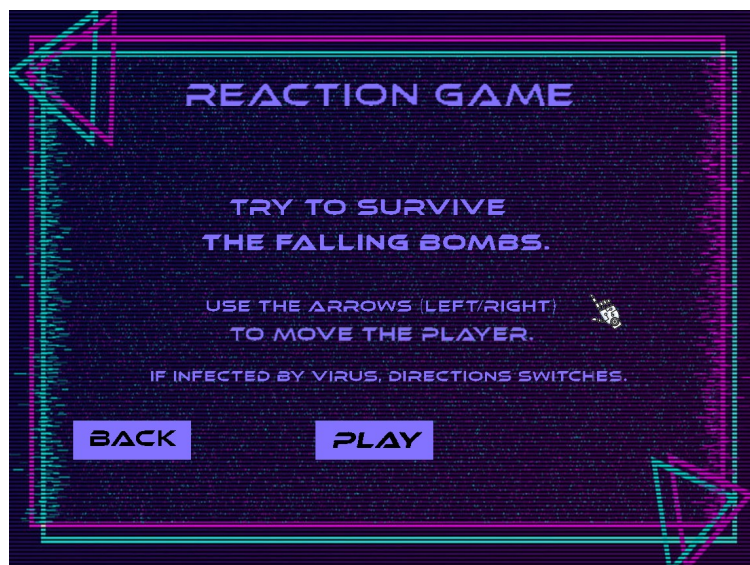 REACTION GAME
TRY TO SURVIVE
THE FALLING BOMBS.
USE THE ARROWS (LEFT/RIGHT)
TO MOVE THE PLAYER.
IF INFECTED BY VIRUS, DIRECTIONS SWITCHES.
BACK
PLAY